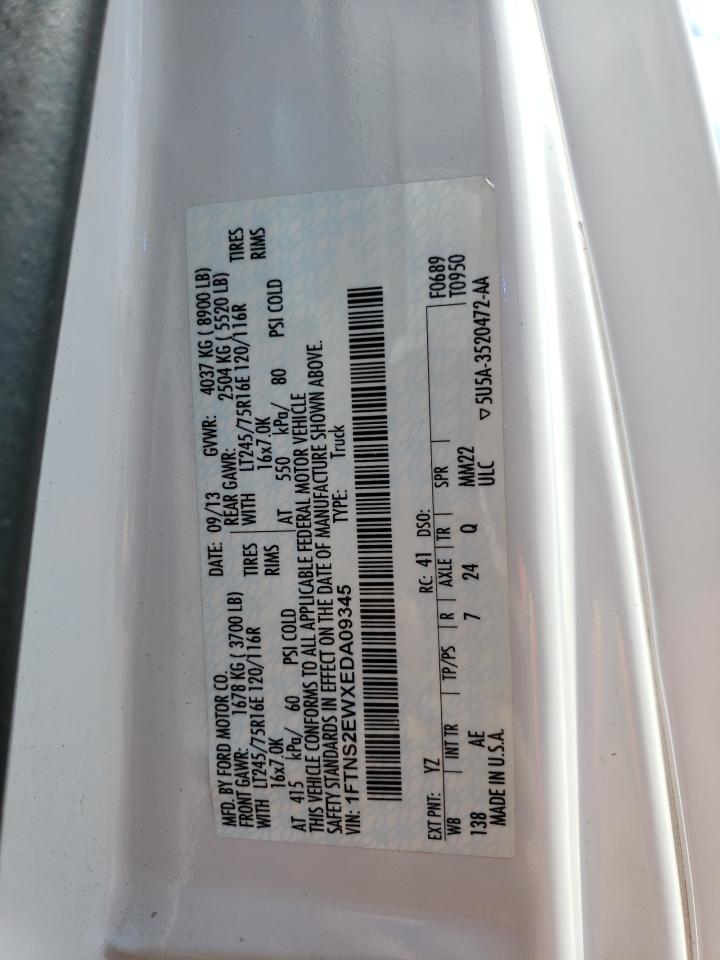 MFD. BY FORD MOTOR CO.
DATE: 09/13 GVWR: 4037 KG ( 8900 LB)
FRONT GAWR: 1678 KG ( 3700 LB) REAR GAWR: 2504 KG ( 5520 LB)
WITH LT245/75R16E 120/116R TIRES WITH LT245/75R16E 120/116R TIRES
16x7.0K RIMS 16x7.0K RIMS
AT 415 kPa/ 60 PSI COLD AT 550 kPa/ 80 PSI COLD
THIS VEHICLE CONFORMS TO ALL APPLICABLE FEDERAL MOTOR VEHICLE
SAFETY STANDARDS IN EFFECT ON THE DATE OF MANUFACTURE SHOWN ABOVE.
VIN: 1FTNS2EWXEDA09345 TYPE: Truck
F0689
EXT PNT: YZ RC: 41 DSO: T0950
WB INT TR TP/PS R AXLE TR SPR
138 AE 7 24 Q MM22
MADE IN U.S.A. ULC ▽5U5A-3520472-AA